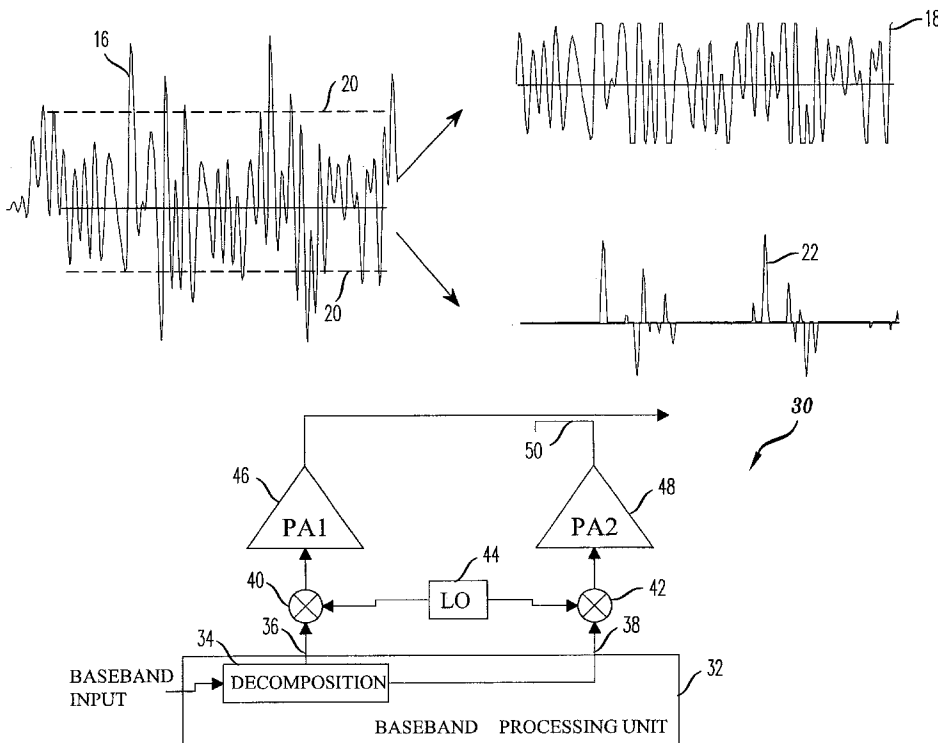 16
20
20
18
22
30
50
46
PA1
48
PA2
40
44
LO
42
36
38
34
32
BASEBAND
INPUT
DECOMPOSITION
BASEBAND PROCESSING UNIT